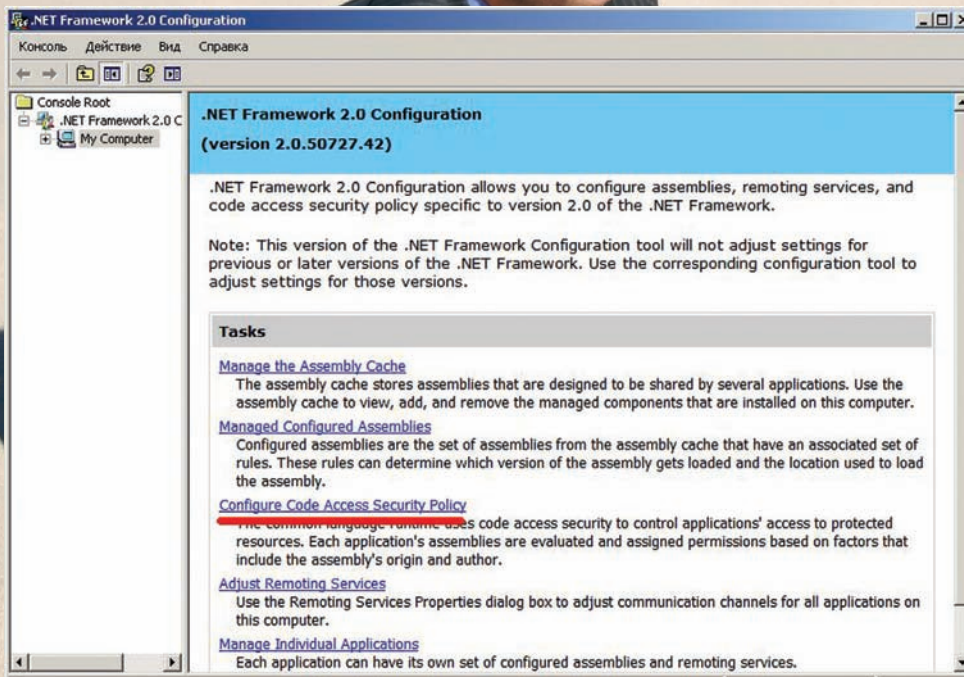 .NET Framework 2.0 Configuration
Консоль Действие Вид Справка
Console Root
.NET Framework 2.0 C
My Computer
.NET Framework 2.0 Configuration
(version 2.0.50727.42)
.NET Framework 2.0 Configuration allows you to configure assemblies, remoting services, and
code access security policy specific to version 2.0 of the .NET Framework.
Note: This version of the .NET Framework Configuration tool will not adjust settings for
previous or later versions of the .NET Framework. Use the corresponding configuration tool to
adjust settings for those versions.
Tasks
Manage the Assembly Cache
The assembly cache stores assemblies that are designed to be shared by several applications. Use the
assembly cache to view, add, and remove the managed components that are installed on this computer.
Managed Configured Assemblies
Configured assemblies are the set of assemblies from the assembly cache that have an associated set of
rules. These rules can determine which version of the assembly gets loaded and the location used to load
the assembly.
Configure Code Access Security Policy
The common language runtime uses code access security to control applications' access to protected
resources. Each application's assemblies are evaluated and assigned permissions based on factors that
include the assembly's origin and author.
Adjust Remoting Services
Use the Remoting Services Properties dialog box to adjust communication channels for all applications on
this computer.
Manage Individual Applications
Each application can have its own set of configured assemblies and remoting services.